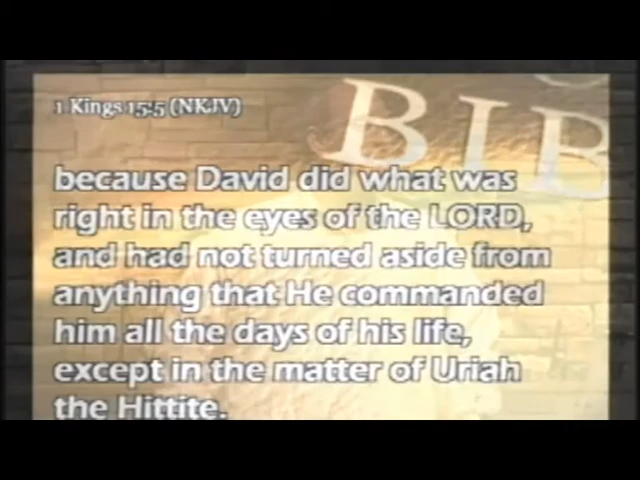 BIB
1 Kings 15:5 (NKJV)
because David did what was
right in the eyes of the LORD,
and had not turned aside from
anything that He commanded
him all the days of his life,
except in the matter of Uriah
the Hittite.